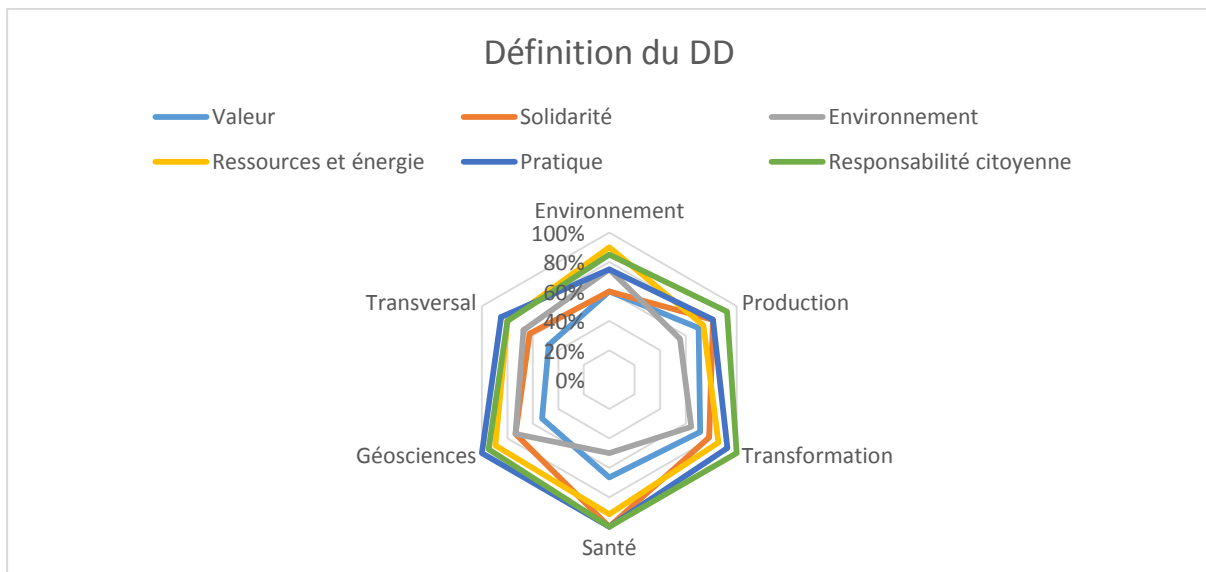 Définition du DD
Valeur
Solidarité
Environnement
Ressources et énergie
Pratique
Responsabilité citoyenne
Environnement
100%
80%
60%
40%
20%
0%
Production
Transformation
Santé
Géosciences
Transversal